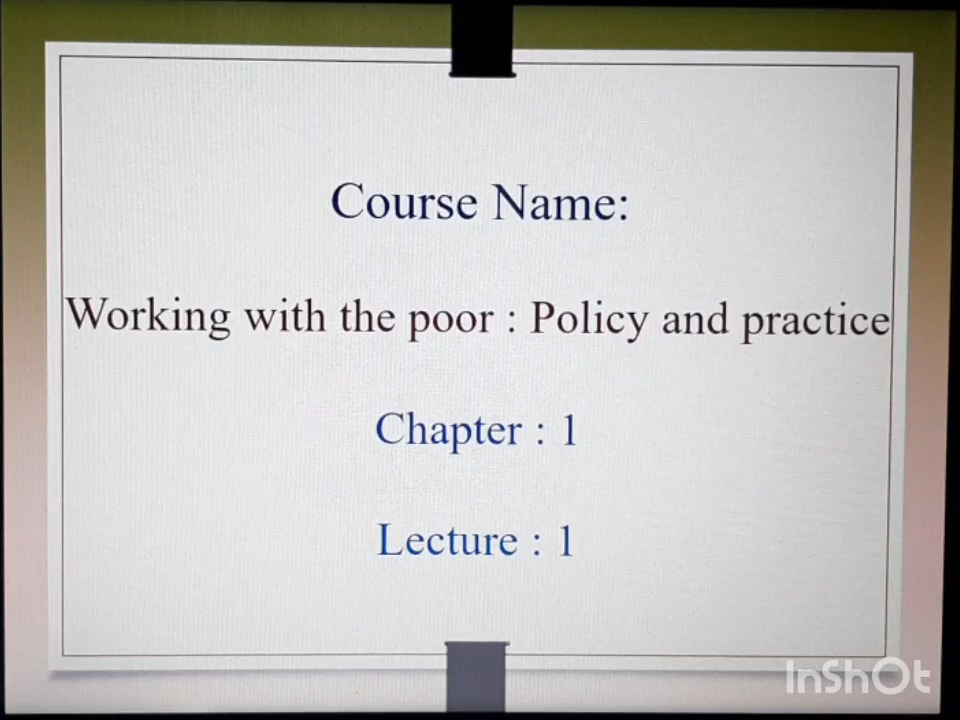 Course Name:
Working with the poor : Policy and practice
Chapter : 1
Lecture : 1
InShOt